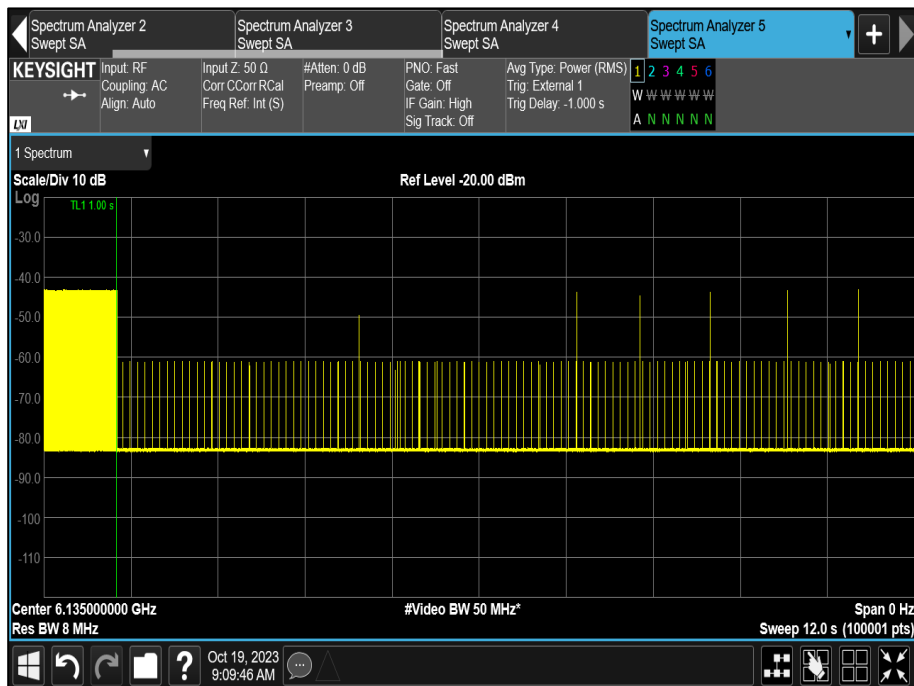 Spectrum Analyzer 2
Swept SA
Spectrum Analyzer 3
Swept SA
Spectrum Analyzer 4
Swept SA
Spectrum Analyzer 5
Swept SA
+
KEYSIGHT
LXI
Input: RF
Coupling: AC
Align: Auto
Input Z: 50 Ω
Corr CCorr RCal
Freq Ref: Int (S)
#Atten: 0 dB
Preamp: Off
PNO: Fast
Gate: Off
IF Gain: High
Sig Track: Off
Avg Type: Power (RMS)
Trig: External 1
Trig Delay: -1.000 s
1 2 3 4 5 6
W W W W W W
A N N N N N
1 Spectrum
Scale/Div 10 dB
Ref Level -20.00 dBm
Log
TL1 1.00 s
-30.0
-40.0
-50.0
-60.0
-70.0
-80.0
-90.0
-100
-110
Center 6.135000000 GHz
#Video BW 50 MHz*
Span 0 Hz
Res BW 8 MHz
Sweep 12.0 s (100001 pts)
?
Oct 19, 2023
9:09:46 AM